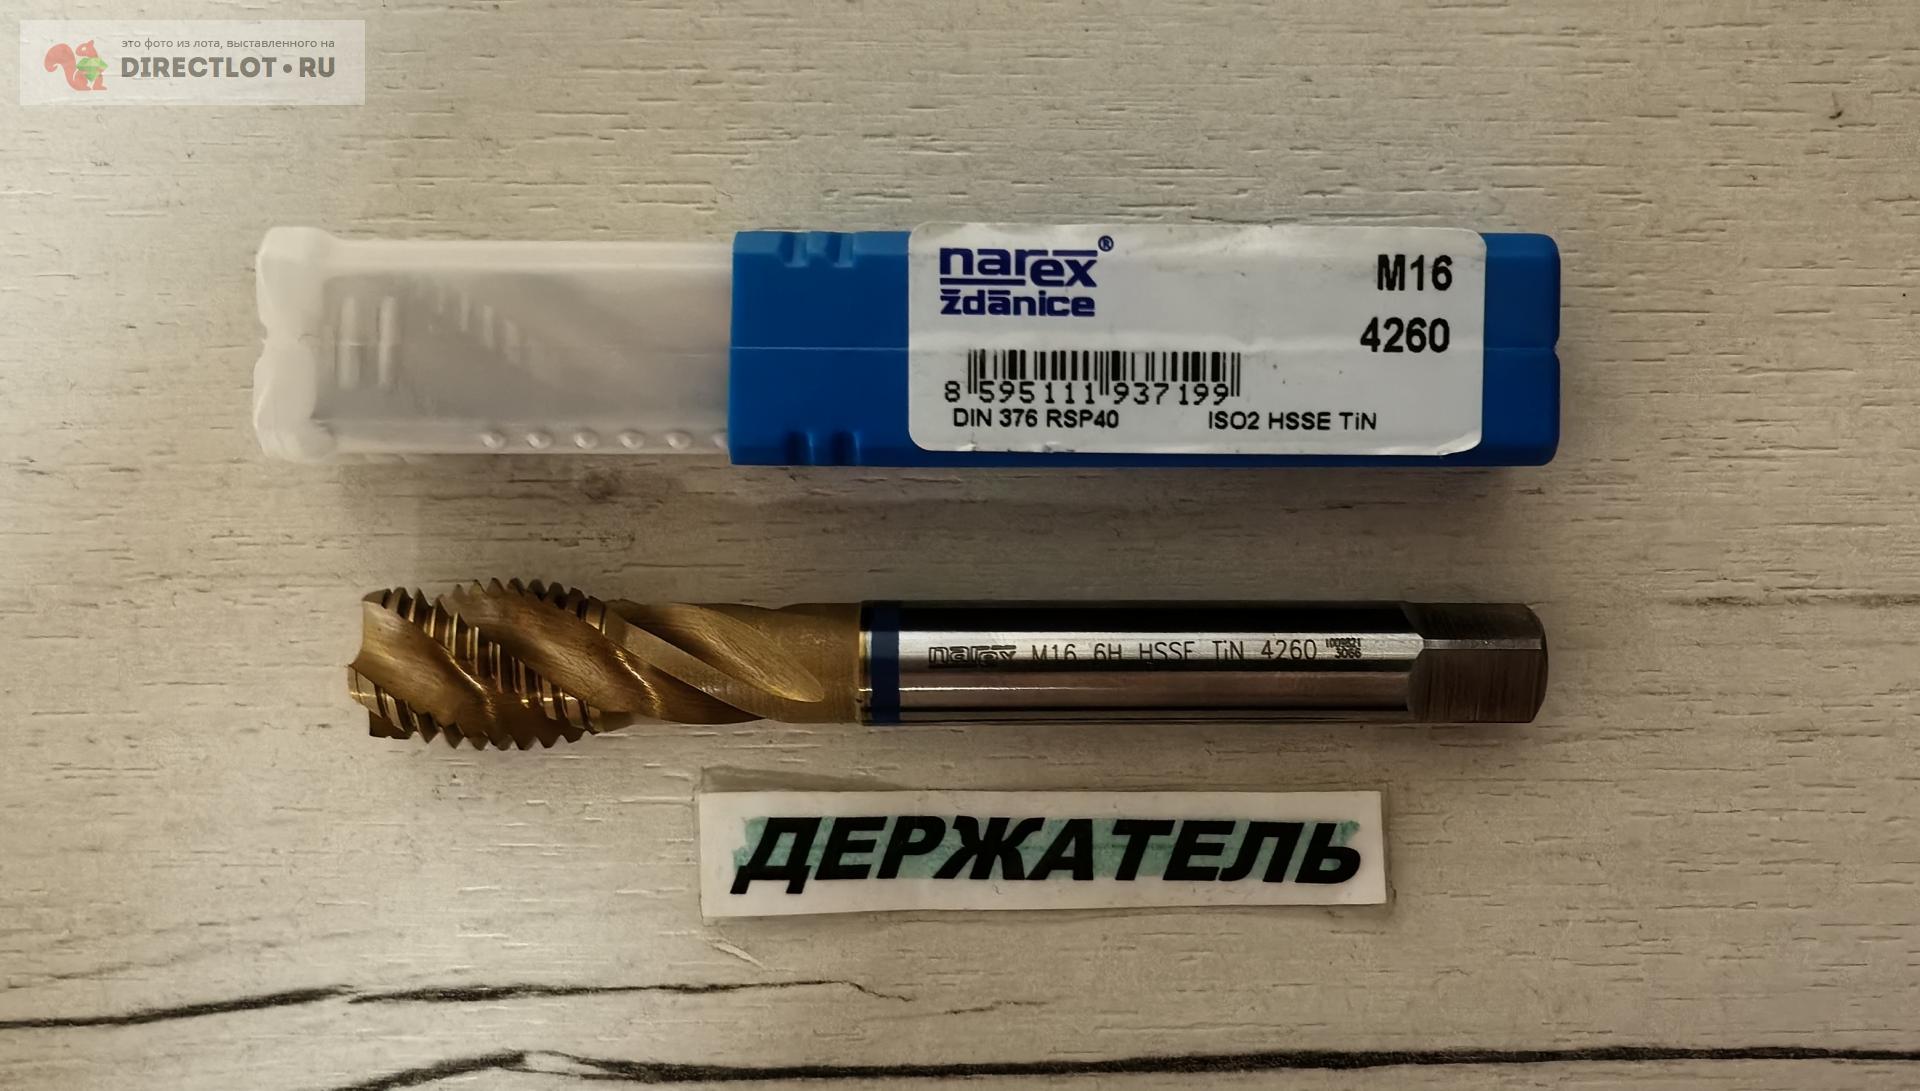 это фото из лота, выставленного на
DIRECTLOT•RU
narex®
ždánice
M16
4260
8 595111 937199
DIN 376 RSP40
ISO2 HSSE TiN
narex M16 6H HSSE TiN 4260
ДЕРЖАТЕЛЬ